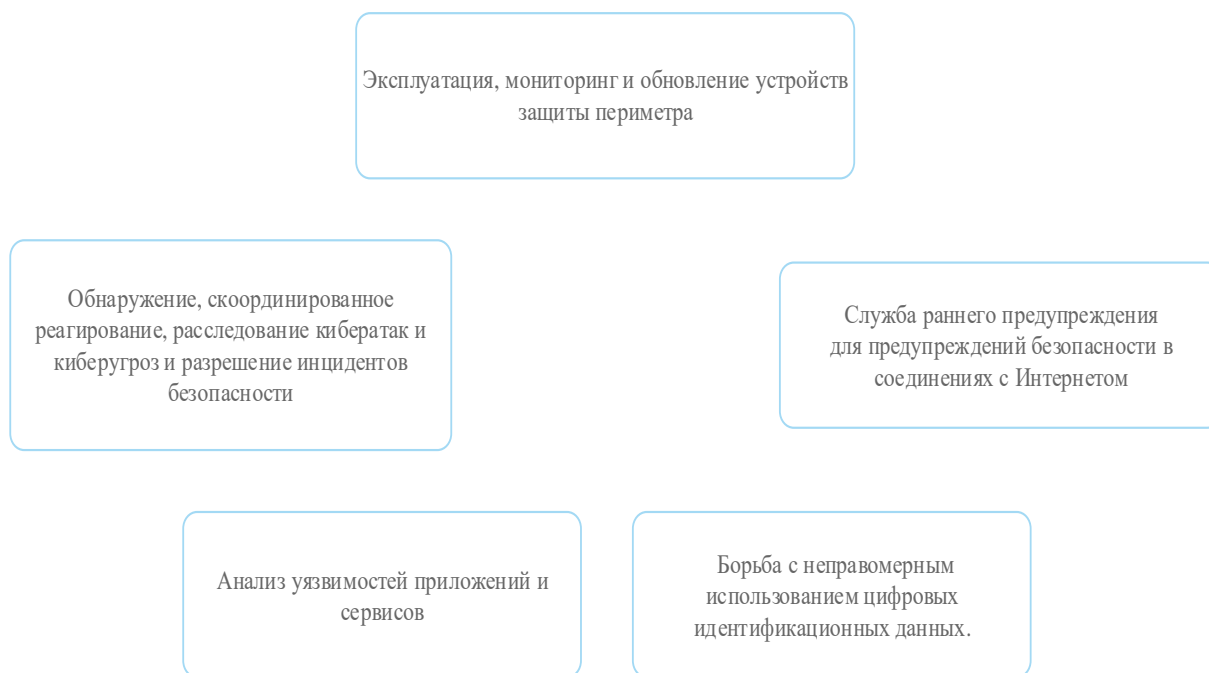 Эксплуатация, мониторинг и обновление устройств
защиты периметра
Обнаружение, скоординированное
реагирование, расследование кибератак и
киберугроз и разрешение инцидентов
безопасности
Служба раннего предупреждения
для предупреждений безопасности в
соединениях с Интернетом
Анализ уязвимостей приложений и
сервисов
Борьба с неправомерным
использованием цифровых
идентификационных данных.